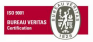 ISO 9001
BUREAU VERITAS
Certification